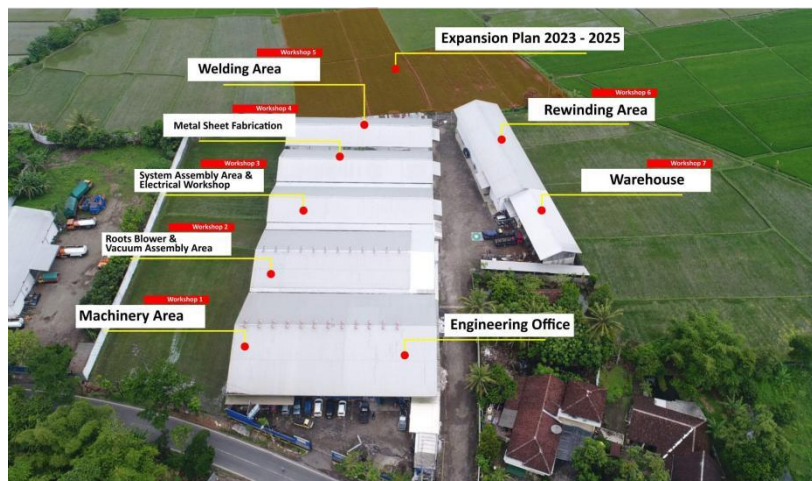 Expansion Plan 2023 - 2025
Workshop 5
Welding Area
Workshop 6
Rewinding Area
Workshop 4
Metal Sheet Fabrication
Workshop 3
System Assembly Area &
Electrical Workshop
Workshop 7
Warehouse
Workshop 2
Roots Blower &
Vacuum Assembly Area
Workshop 1
Machinery Area
Engineering Office